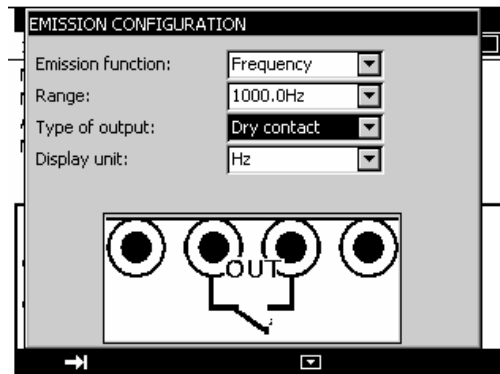 EMISSION CONFIGURATION
Emission function: Frequency
Range: 1000.0Hz
Type of output: Dry contact
Display unit: Hz
OUT